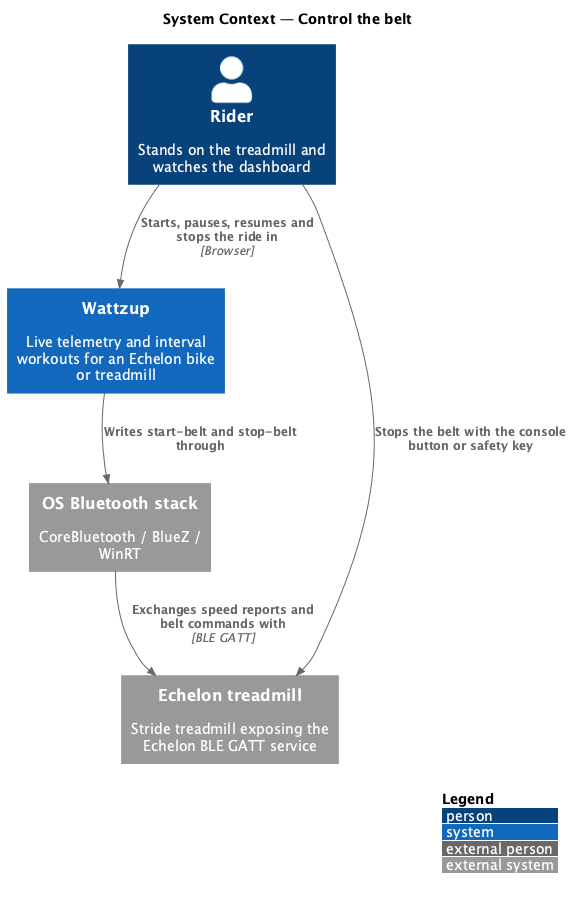 System Context — Control the belt
Rider
Stands on the treadmill and
watches the dashboard
Starts, pauses, resumes and
stops the ride in
[Browser]
Wattzup
Live telemetry and interval
workouts for an Echelon bike
or treadmill
Writes start-belt and stop-belt
through
Stops the belt with the console
button or safety key
OS Bluetooth stack
CoreBluetooth / BlueZ /
WinRT
Exchanges speed reports and
belt commands with
[BLE GATT]
Echelon treadmill
Stride treadmill exposing the
Echelon BLE GATT service
Legend
person
system
external person
external system